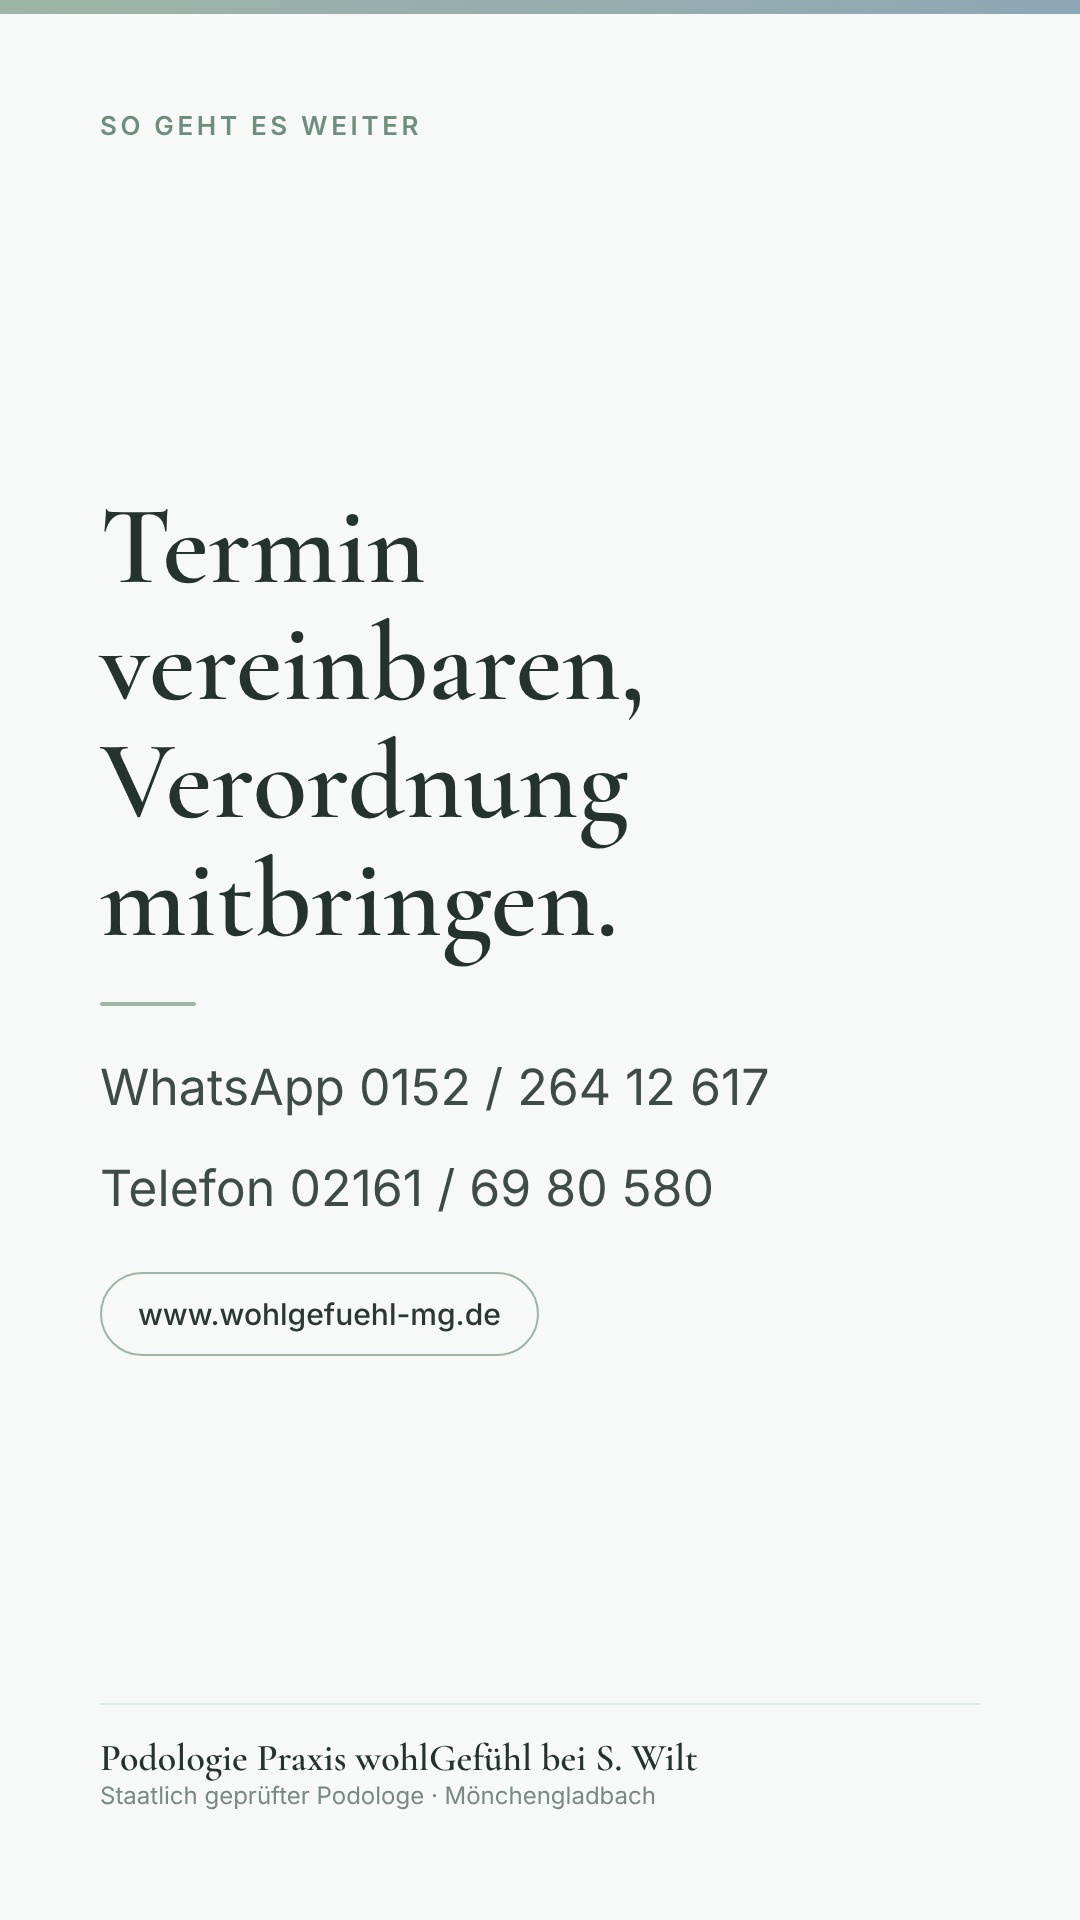 SO GEHT ES WEITER
Termin
vereinbaren,
Verordnung
mitbringen.
WhatsApp 0152 / 264 12 617
Telefon 02161 / 69 80 580
www.wohlgefuehl-mg.de
Podologie Praxis wohlGefühl bei S. Wilt
Staatlich geprüfter Podologe · Mönchengladbach